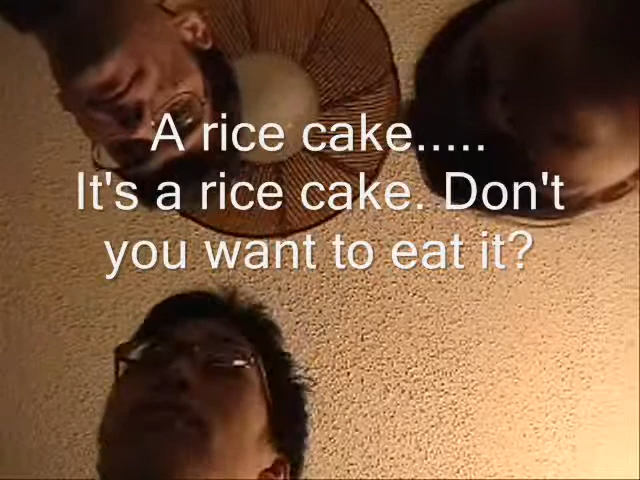 A rice cake.....
It's a rice cake. Don't
you want to eat it?